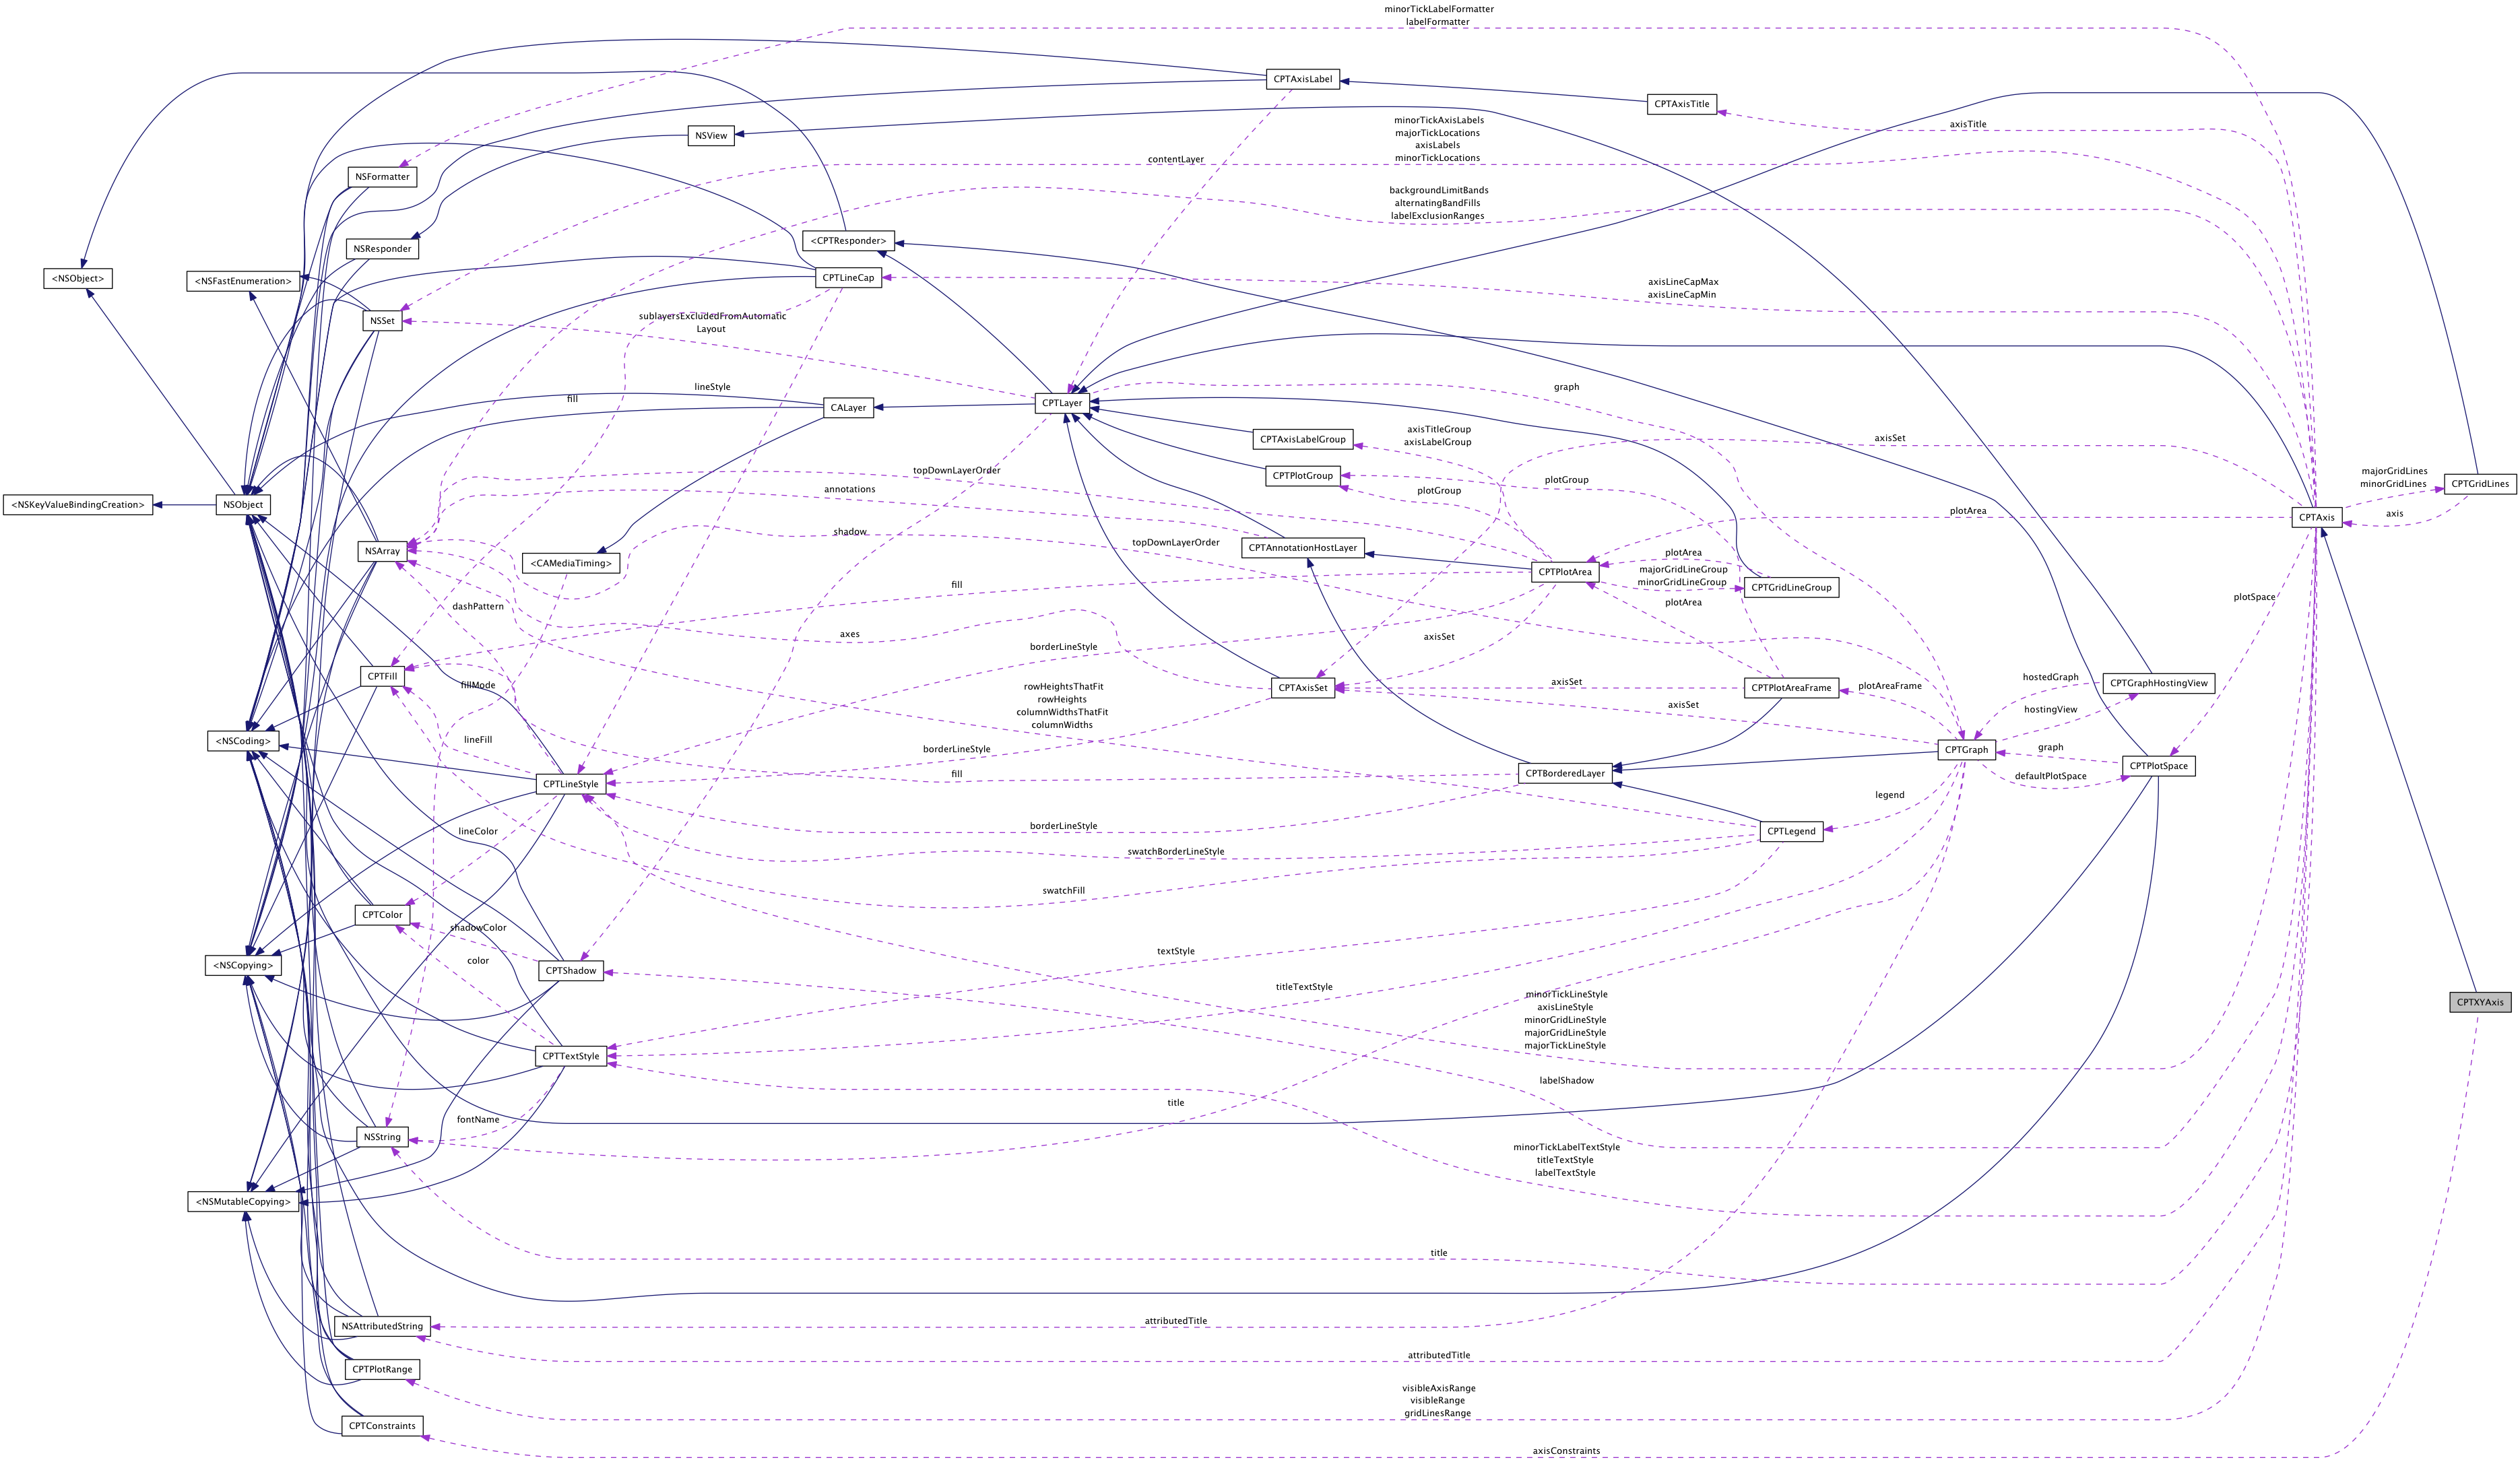 minorTickLabelFormatter
labelFormatter
CPTAxisLabel
CPTAxisTitle
axisTitle
NSView
minorTickAxisLabels
majorTickLocations
axisLabels
minorTickLocations
contentLayer
NSFormatter
backgroundLimitBands
alternatingBandFills
labelExclusionRanges
NSResponder
<CPTResponder>
<NSObject>
<NSFastEnumeration>
CPTLineCap
axisLineCapMax
axisLineCapMin
NSSet
sublayersExcludedFromAutomatic
Layout
lineStyle
fill
CALayer
CPTLayer
graph
CPTAxisLabelGroup
axisTitleGroup
axisLabelGroup
axisSet
CPTPlotGroup
plotGroup
plotGroup
topDownLayerOrder
annotations
majorGridLines
minorGridLines
CPTGridLines
<NSKeyValueBindingCreation>
NSObject
plotArea
CPTAxis
axis
shadow
topDownLayerOrder
NSArray
<CAMediaTiming>
CPTAnnotationHostLayer
plotArea
CPTPlotArea
majorGridLineGroup
minorGridLineGroup
CPTGridLineGroup
fill
plotArea
plotSpace
dashPattern
axes
axisSet
borderLineStyle
CPTFill
fillMode
rowHeightsThatFit
rowHeights
columnWidthsThatFit
columnWidths
CPTAxisSet
axisSet
CPTPlotAreaFrame
plotAreaFrame
hostedGraph
CPTGraphHostingView
axisSet
hostingView
<NSCoding>
lineFill
borderLineStyle
CPTGraph
graph
CPTPlotSpace
defaultPlotSpace
CPTLineStyle
fill
CPTBorderedLayer
legend
lineColor
borderLineStyle
CPTLegend
swatchBorderLineStyle
swatchFill
CPTColor
shadowColor
textStyle
color
<NSCopying>
CPTShadow
titleTextStyle
minorTickLineStyle
axisLineStyle
minorGridLineStyle
majorGridLineStyle
majorTickLineStyle
CPTXYAxis
CPTTextStyle
labelShadow
title
fontName
NSString
minorTickLabelTextStyle
titleTextStyle
labelTextStyle
<NSMutableCopying>
title
NSAttributedString
attributedTitle
attributedTitle
CPTPlotRange
visibleAxisRange
visibleRange
gridLinesRange
CPTConstraints
axisConstraints